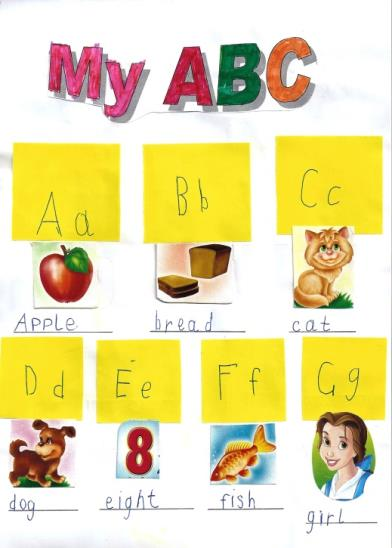 My ABC
Aa Bb Cc
Apple bread cat
Dd Ee Ff Gg
8
dog eight fish girl